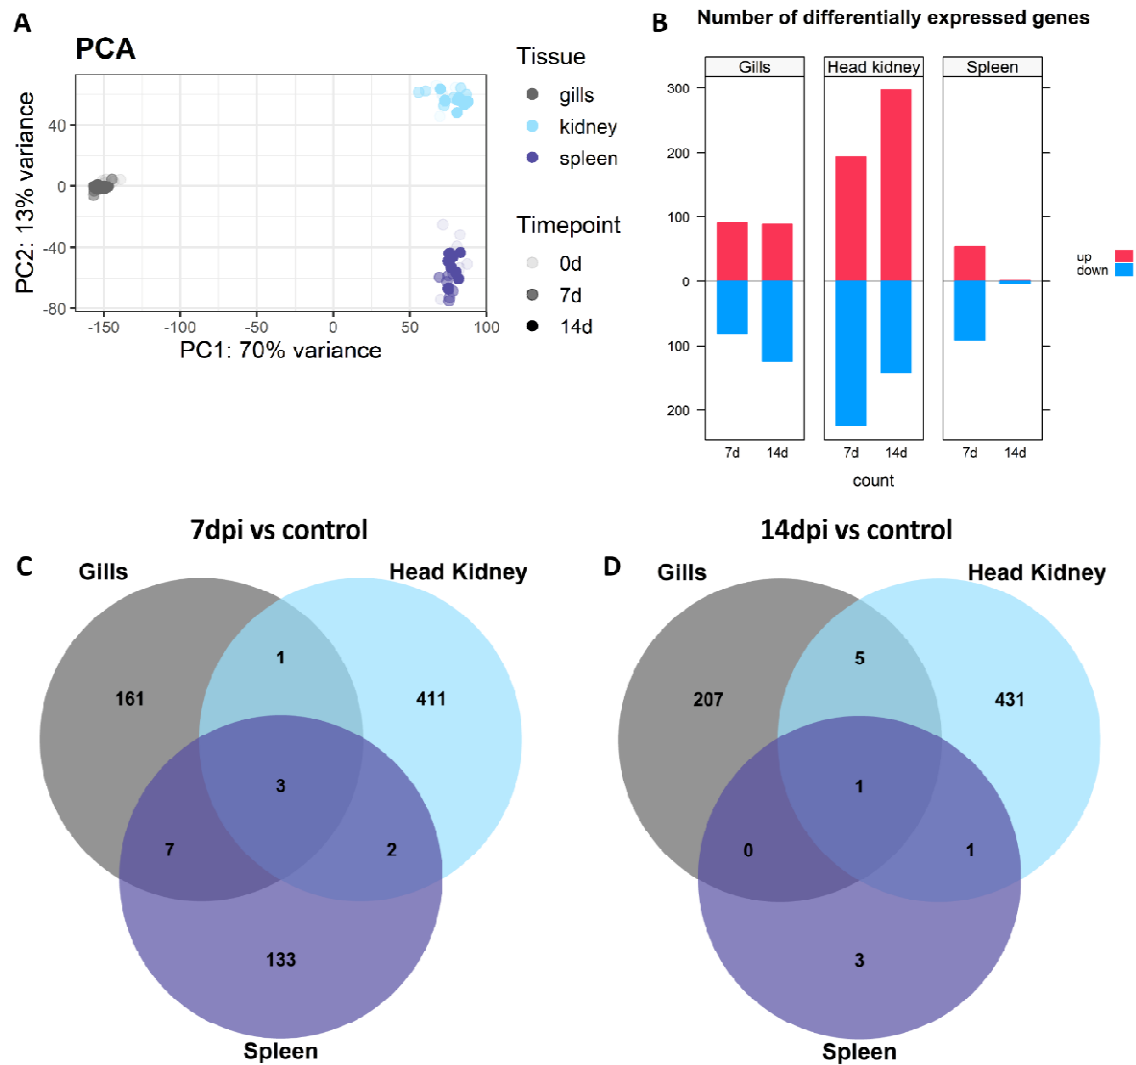 A
PCA
40
0
-40
-80
PC2: 13% variance
-150
-100
-50
0
50
100
PC1: 70% variance
Tissue
gills
kidney
spleen
Timepoint
0d
7d
14d
B
Number of differentially expressed genes
Gills
Head kidney
Spleen
300
200
100
0
100
200
7d
14d
7d
14d
7d
14d
count
up
down
7dpi vs control
C
Gills
Head Kidney
1
161
411
3
7
2
133
Spleen
14dpi vs control
D
Gills
Head Kidney
5
207
431
1
0
1
3
Spleen